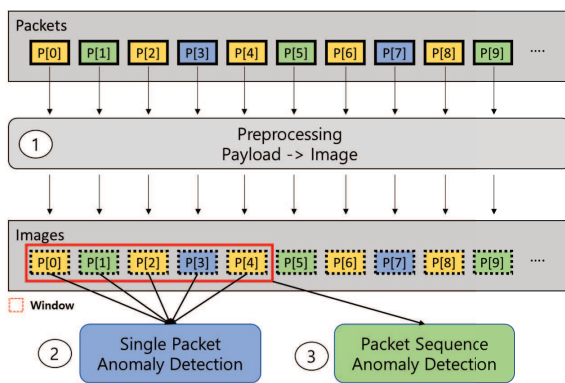 Packets
P[0] P[1] P[2] P[3] P[4] P[5] P[6] P[7] P[8] P[9] ....
1
Preprocessing
Payload -> Image
Images
P[0] P[1] P[2] P[3] P[4] P[5] P[6] P[7] P[8] P[9] ....
Window
2
Single Packet
Anomaly Detection
3
Packet Sequence
Anomaly Detection